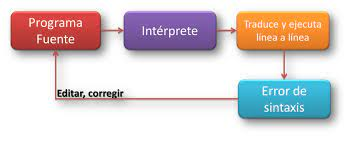 Programa
Fuente
Intérprete
Traduce y ejecuta
línea a línea
Error de
sintaxis
Editar, corregir